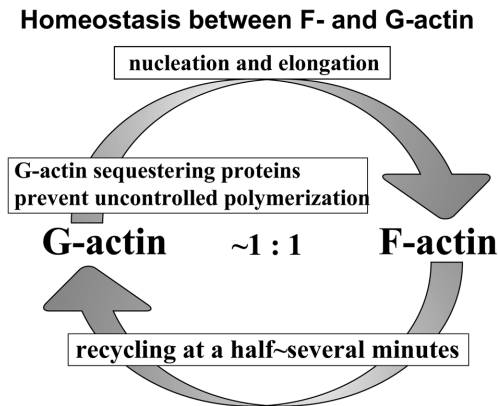 Homeostasis between F- and G-actin
nucleation and elongation
G-actin sequestering proteins
prevent uncontrolled polymerization
G-actin ~1 : 1 F-actin
recycling at a half~several minutes